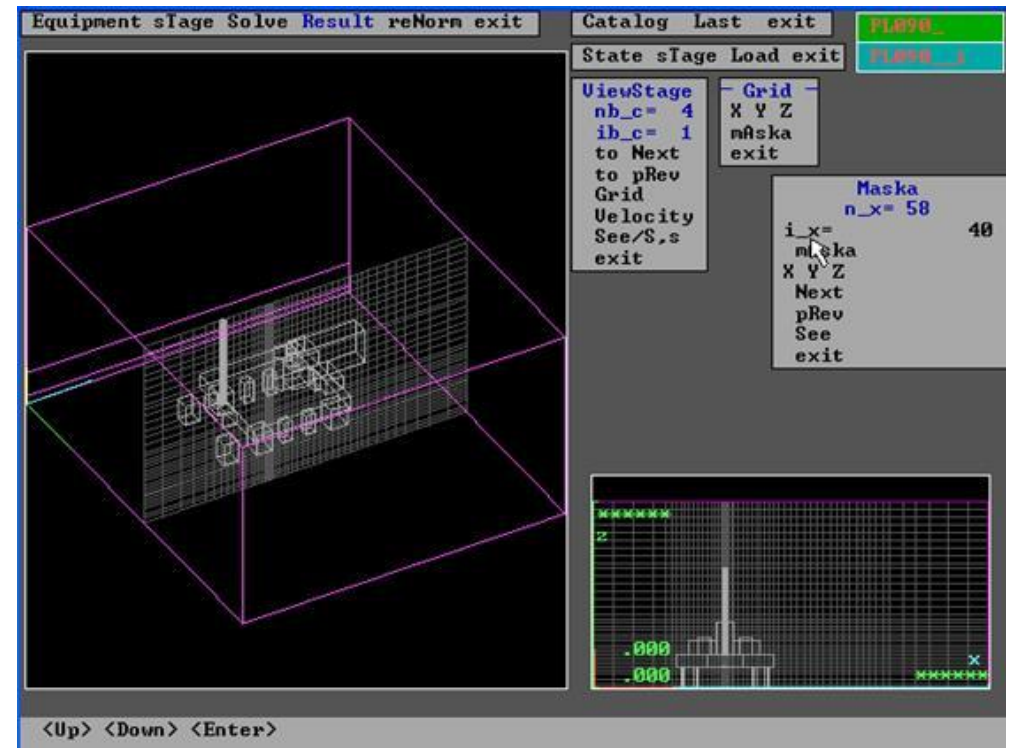 Equipment sTage Solve Result reNorm exit
Catalog Last exit
PL090_
State sTage Load exit
PL090__i
ViewStage
nb_c= 4
ib_c= 1
to Next
to pRev
Grid
Velocity
See/S,s
exit
Grid
X Y Z
mAska
exit
Maska
n_x= 58
i_x= 40
X Y Z
Next
pRev
See
exit
******
z
.000
.000
x
******
<Up> <Down> <Enter>